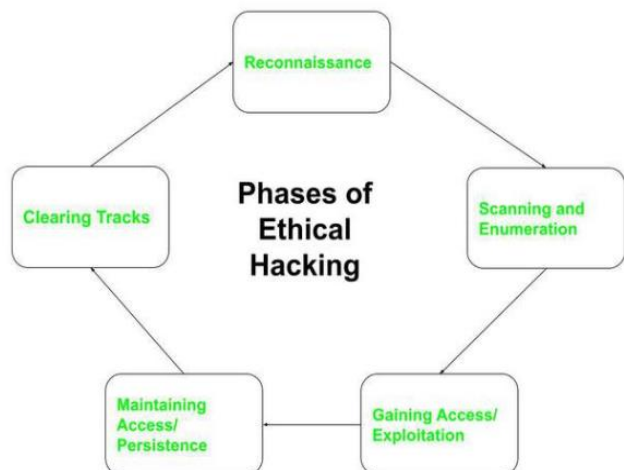 Reconnaissance
Clearing Tracks
Phases of
Ethical
Hacking
Scanning and
Enumeration
Maintaining
Access/
Persistence
Gaining Access/
Exploitation